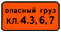 опасный груз
кл. 4.3, 6, 7